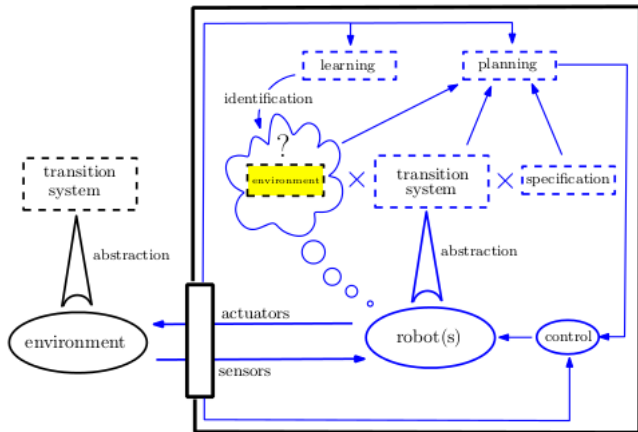 learning
planning
identification
?
environment
×
transition
system
×
specification
transition
system
abstraction
abstraction
actuators
environment
robot(s)
control
sensors